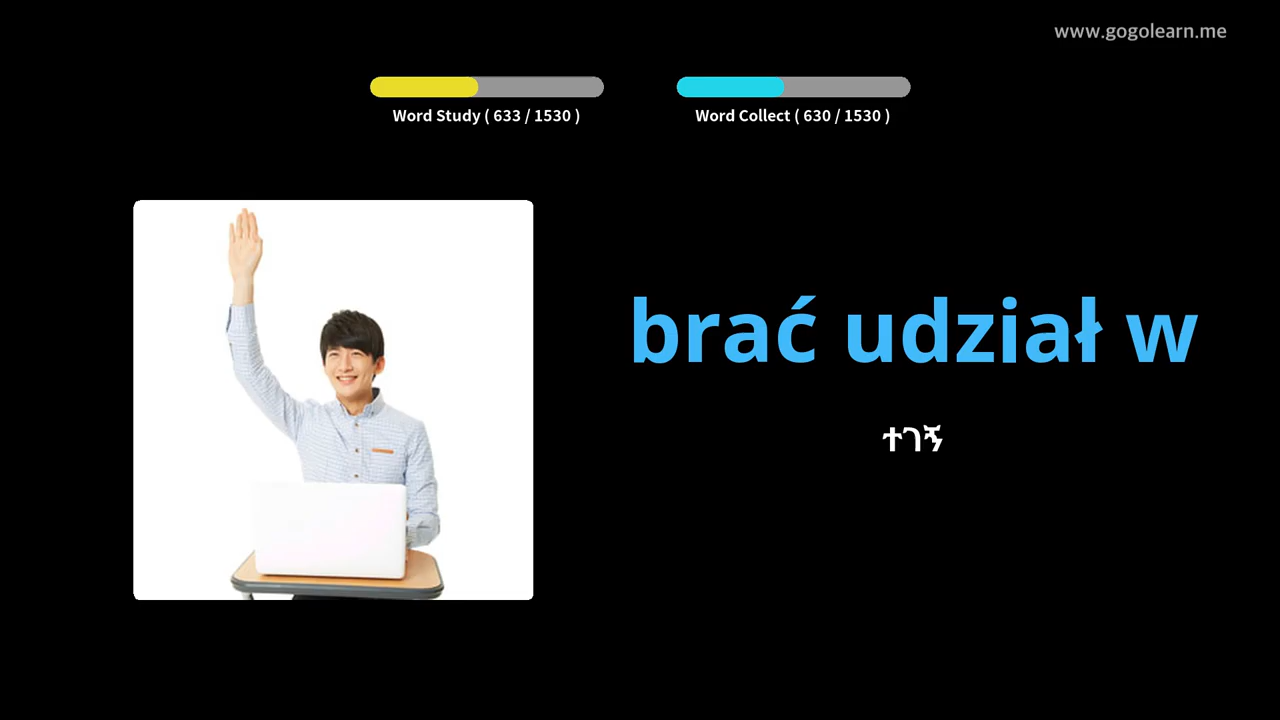 www.gogolearn.me
Word Study ( 633 / 1530 )
Word Collect ( 630 / 1530 )
brać udział w
ተገኝ